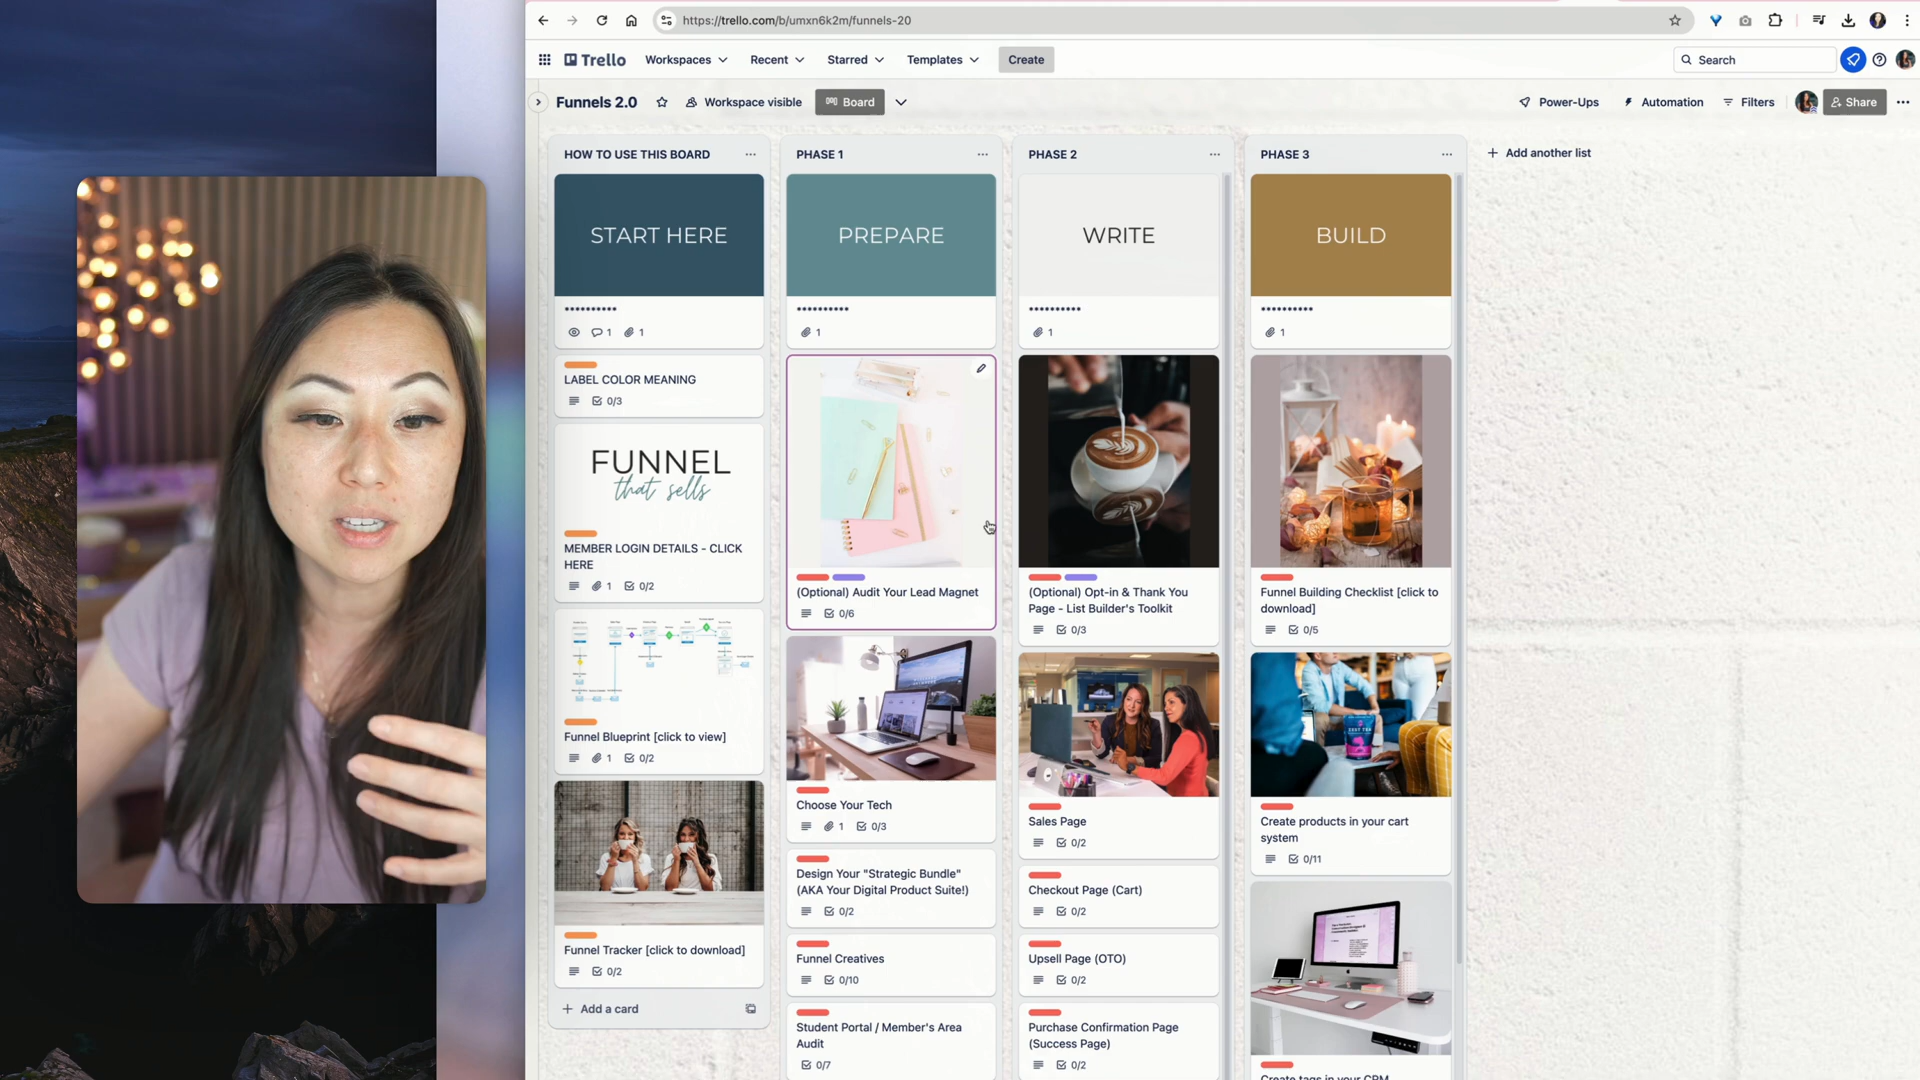 https://trello.com/b/umxn6k2m/funnels-20
Trello
Workspaces
Recent
Starred
Templates
Create
Search
Funnels 2.0
Workspace visible
Board
Power-Ups
Automation
Filters
Share
HOW TO USE THIS BOARD
START HERE
**********
1
1
LABEL COLOR MEANING
0/3
FUNNEL
that sells
MEMBER LOGIN DETAILS - CLICK
HERE
1
0/2
Funnel Blueprint [click to view]
1
0/2
Funnel Tracker [click to download]
0/2
+ Add a card
PHASE 1
PREPARE
**********
1
(Optional) Audit Your Lead Magnet
0/6
Choose Your Tech
1
0/3
Design Your "Strategic Bundle"
(AKA Your Digital Product Suite!)
0/2
Funnel Creatives
0/10
Student Portal / Member's Area
Audit
0/7
PHASE 2
WRITE
**********
1
(Optional) Opt-in & Thank You
Page - List Builder's Toolkit
0/3
Sales Page
0/2
Checkout Page (Cart)
0/2
Upsell Page (OTO)
0/2
Purchase Confirmation Page
(Success Page)
0/2
PHASE 3
BUILD
**********
1
Funnel Building Checklist [click to
download]
0/5
Create products in your cart
system
0/11
Create tags in your CRM
+ Add another list